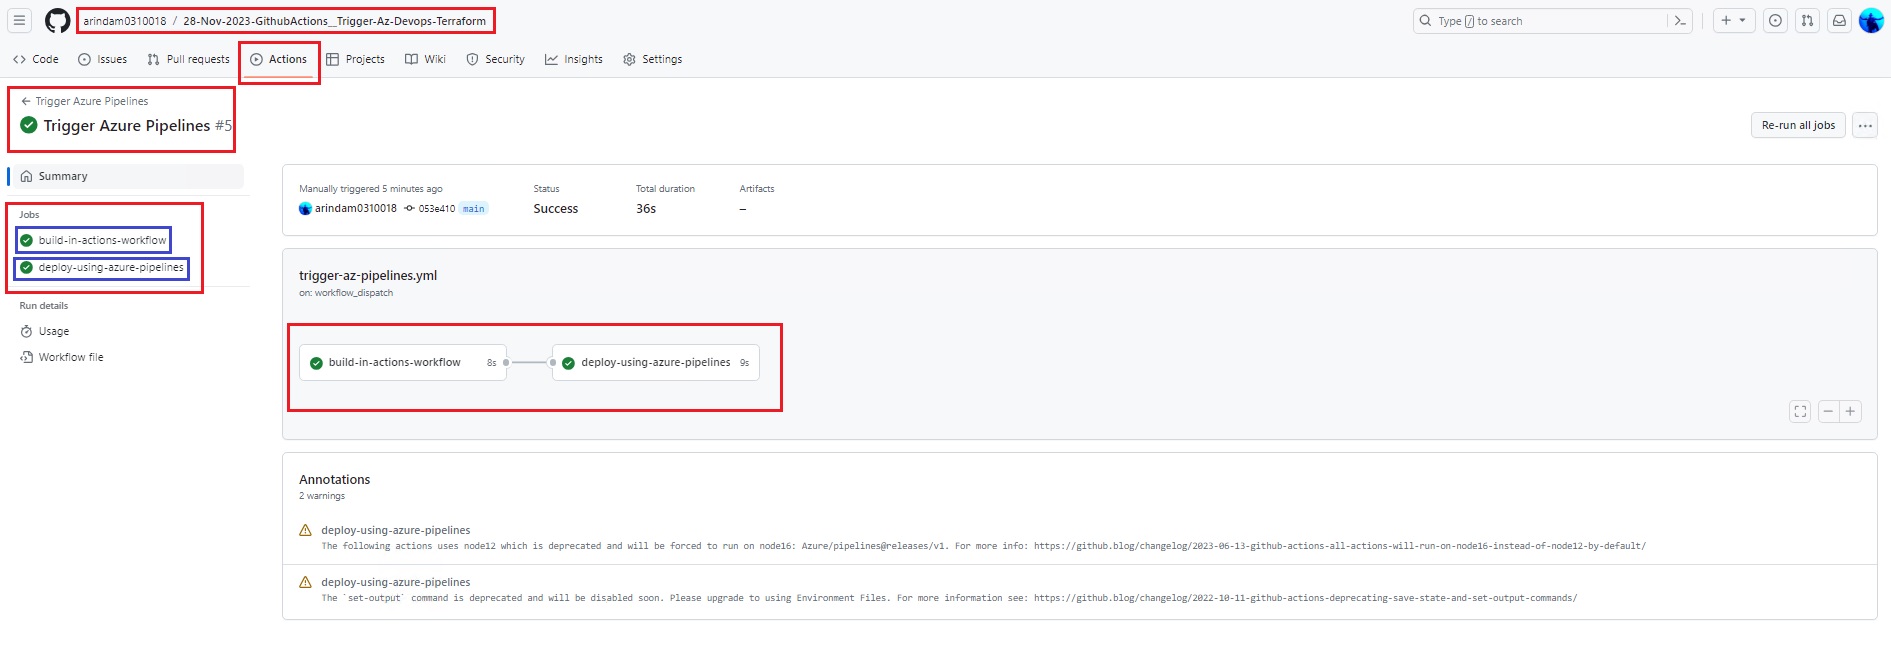 arindam0310018 / 28-Nov-2023-GithubActions__Trigger-Az-Devops-Terraform
Type / to search
Code Issues Pull requests Actions Projects Wiki Security Insights Settings
← Trigger Azure Pipelines
Trigger Azure Pipelines #5
Re-run all jobs
Summary
Jobs
build-in-actions-workflow
deploy-using-azure-pipelines
Run details
Usage
Workflow file
Manually triggered 5 minutes ago
arindam0310018 053e410 main
Status
Success
Total duration
36s
Artifacts
–
trigger-az-pipelines.yml
on: workflow_dispatch
build-in-actions-workflow 8s
deploy-using-azure-pipelines 9s
Annotations
2 warnings
deploy-using-azure-pipelines
The following actions uses node12 which is deprecated and will be forced to run on node16: Azure/pipelines@releases/v1. For more info: https://github.blog/changelog/2023-06-13-github-actions-all-actions-will-run-on-node16-instead-of-node12-by-default/
deploy-using-azure-pipelines
The `set-output` command is deprecated and will be disabled soon. Please upgrade to using Environment Files. For more information see: https://github.blog/changelog/2022-10-11-github-actions-deprecating-save-state-and-set-output-commands/